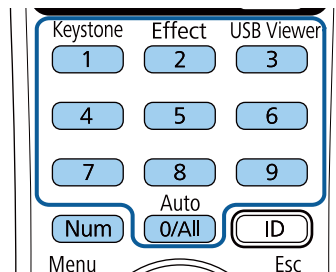 Keystone Effect USB Viewer
1 2 3
4 5 6
7 8 9
Auto
Num 0/All ID
Menu Esc